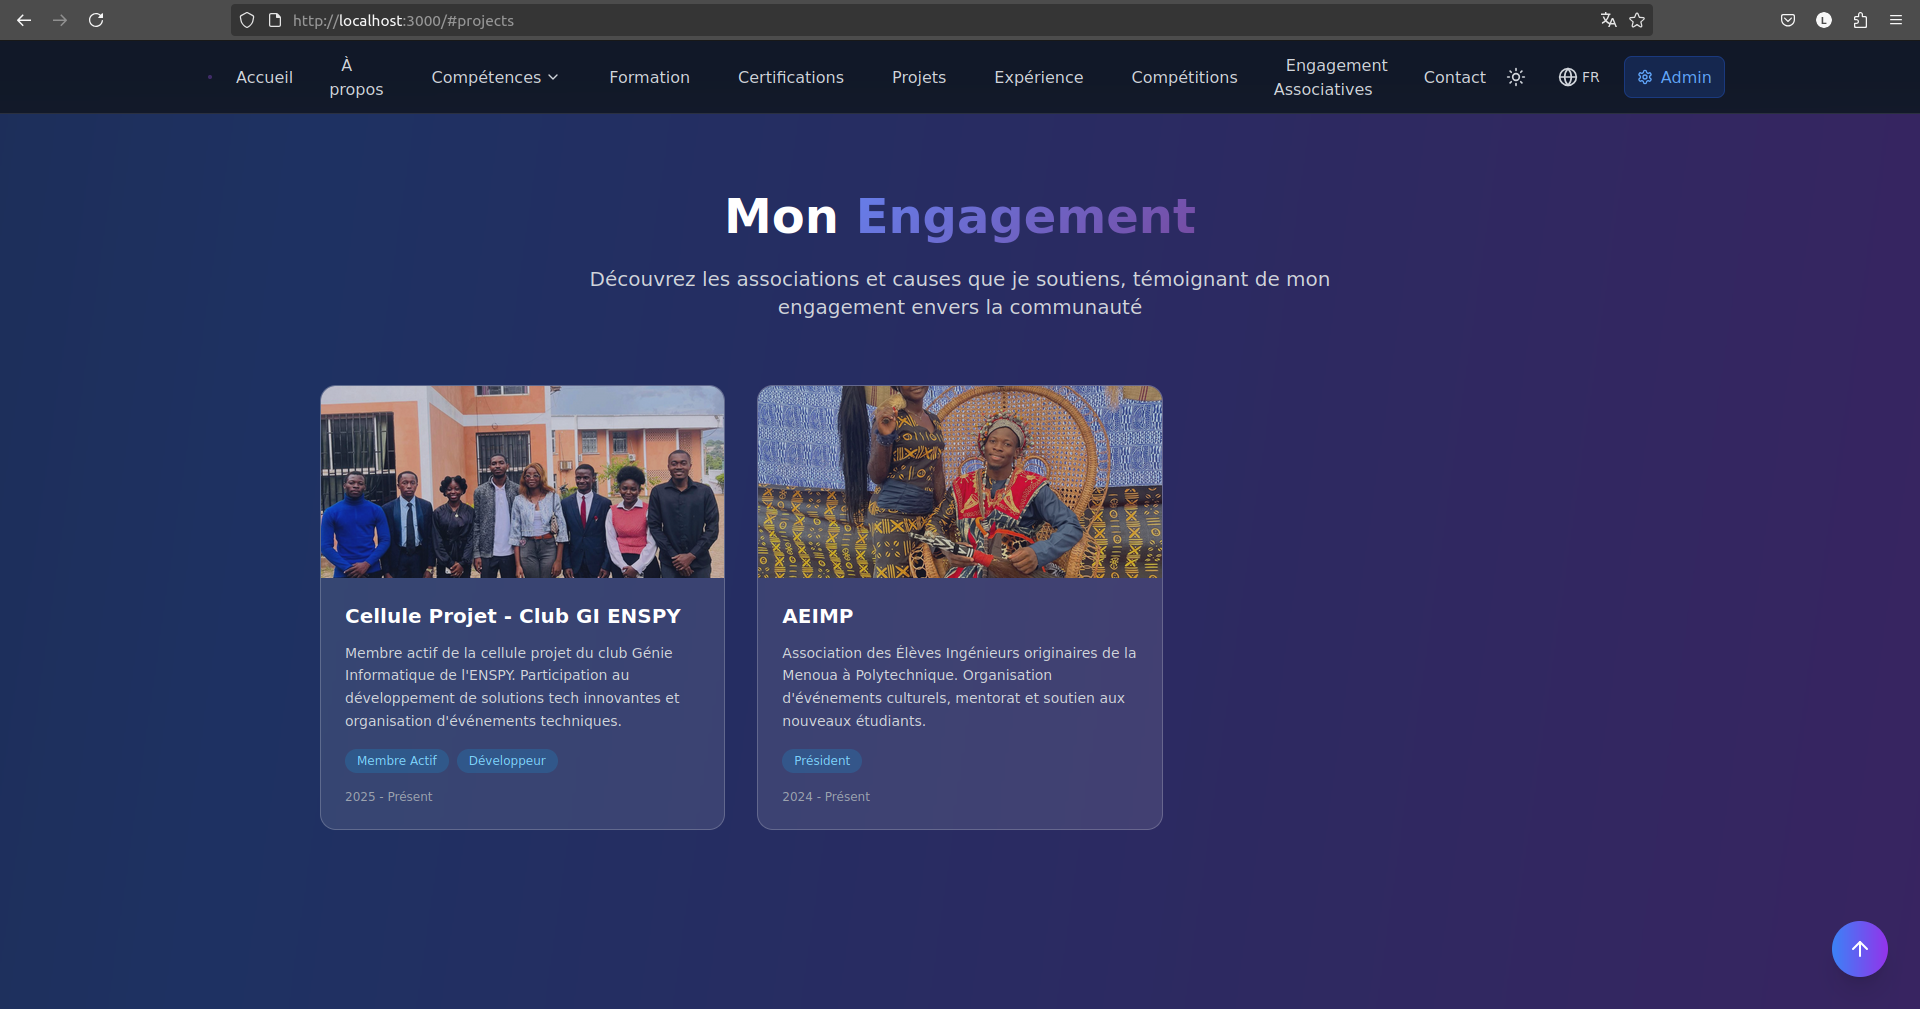 http://localhost:3000/#projects
L
Accueil
À
propos
Compétences
Formation
Certifications
Projets
Expérience
Compétitions
Engagement
Associatives
Contact
FR
Admin
Mon Engagement
Découvrez les associations et causes que je soutiens, témoignant de mon
engagement envers la communauté
Cellule Projet - Club GI ENSPY
Membre actif de la cellule projet du club Génie
Informatique de l'ENSPY. Participation au
développement de solutions tech innovantes et
organisation d'événements techniques.
Membre Actif
Développeur
2025 - Présent
AEIMP
Association des Élèves Ingénieurs originaires de la
Menoua à Polytechnique. Organisation
d'événements culturels, mentorat et soutien aux
nouveaux étudiants.
Président
2024 - Présent